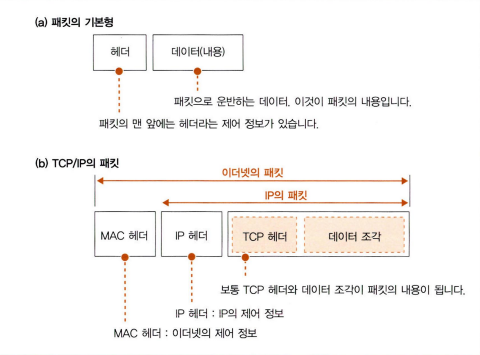 (a) 패킷의 기본형
헤더
데이터(내용)
패킷으로 운반하는 데이터. 이것이 패킷의 내용입니다.
패킷의 맨 앞에는 헤더라는 제어 정보가 있습니다.
(b) TCP/IP의 패킷
이더넷의 패킷
IP의 패킷
MAC 헤더
IP 헤더
TCP 헤더
데이터 조각
보통 TCP 헤더와 데이터 조각이 패킷의 내용이 됩니다.
IP 헤더 : IP의 제어 정보
MAC 헤더 : 이더넷의 제어 정보